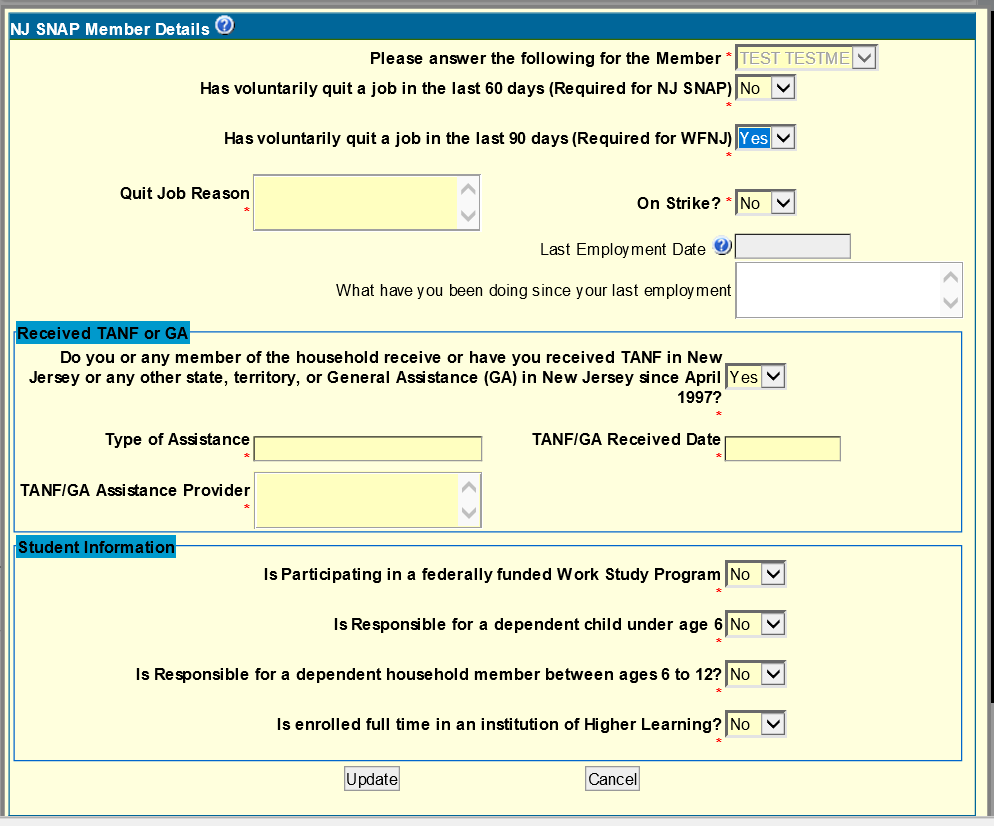 NJ SNAP Member Details ?
Please answer the following for the Member * TEST TESTME
Has voluntarily quit a job in the last 60 days (Required for NJ SNAP) No
*
Has voluntarily quit a job in the last 90 days (Required for WFNJ) Yes
*
Quit Job Reason
*
On Strike? * No
Last Employment Date ?
What have you been doing since your last employment
Received TANF or GA
Do you or any member of the household receive or have you received TANF in New
Jersey or any other state, territory, or General Assistance (GA) in New Jersey since April Yes
1997?
*
Type of Assistance
*
TANF/GA Received Date
*
TANF/GA Assistance Provider
*
Student Information
Is Participating in a federally funded Work Study Program No
*
Is Responsible for a dependent child under age 6 No
*
Is Responsible for a dependent household member between ages 6 to 12? No
*
Is enrolled full time in an institution of Higher Learning? No
*
Update Cancel